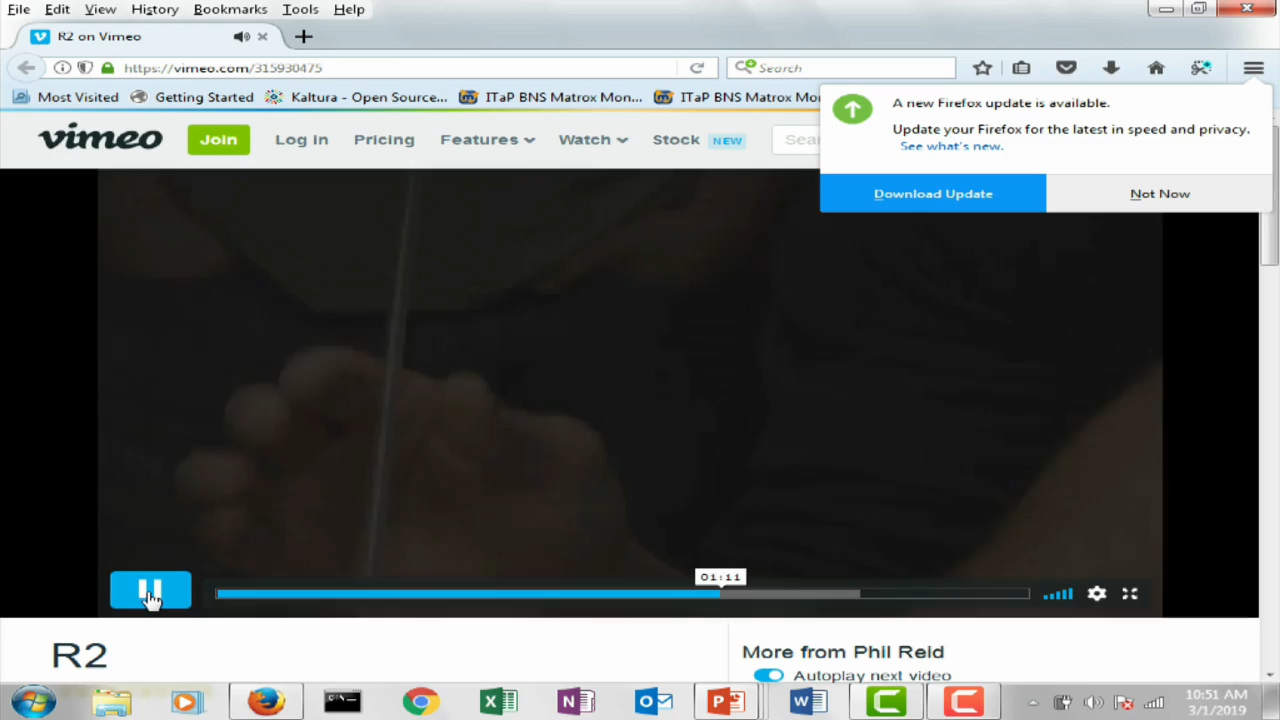 File Edit View History Bookmarks Tools Help
R2 on Vimeo
https://vimeo.com/315930475
Search
Most Visited Getting Started Kaltura - Open Source... ITaP BNS Matrox Mon... ITaP BNS Matrox Mo
A new Firefox update is available.
Update your Firefox for the latest in speed and privacy.
See what's new.
Download Update Not Now
vimeo Join Log in Pricing Features Watch Stock NEW Sea
01:11
R2
More from Phil Reid
Autoplay next video
10:51 AM
3/1/2019